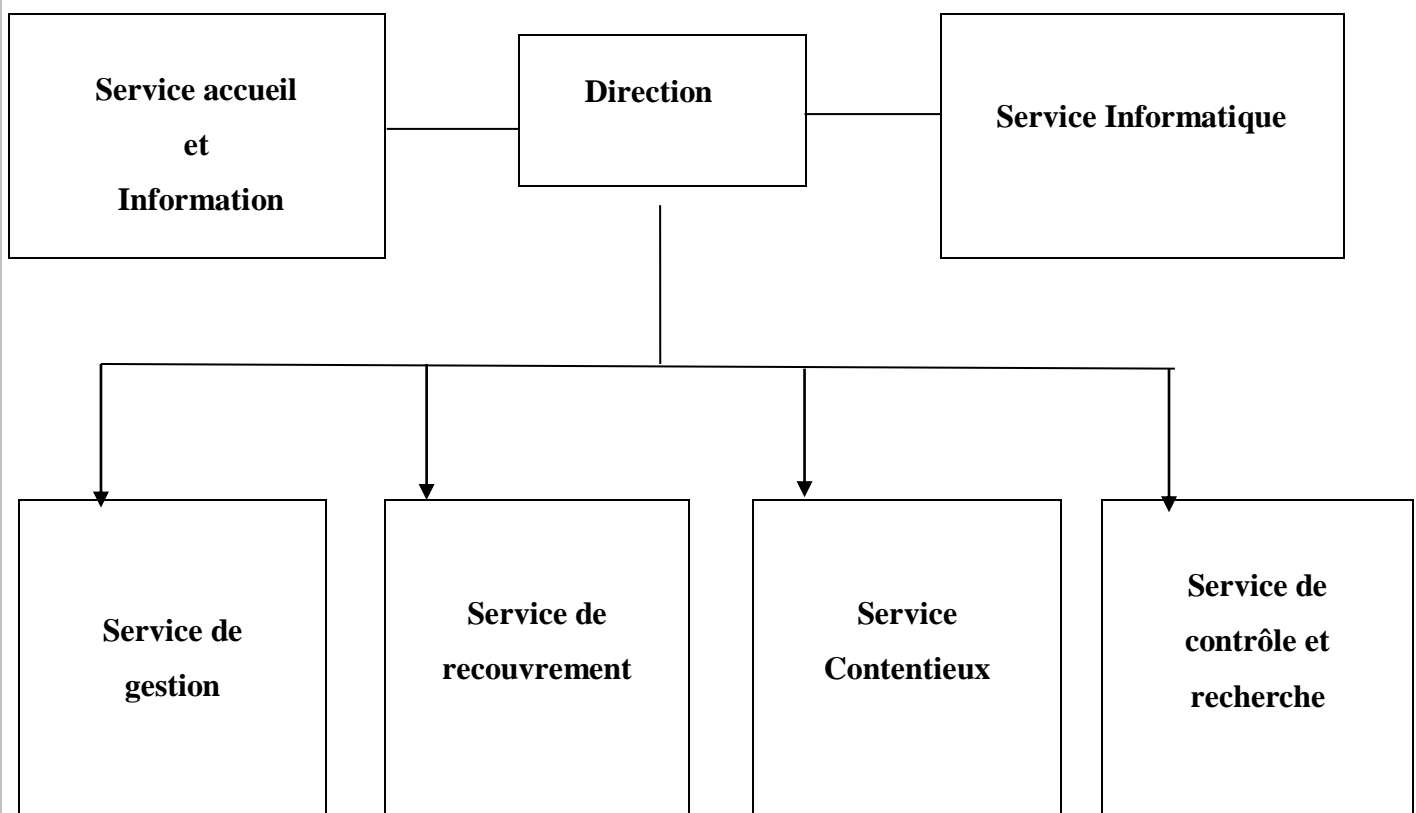 Service accueil
et
Information
Direction
Service Informatique
Service de
gestion
Service de
recouvrement
Service
Contentieux
Service de
contrôle et
recherche